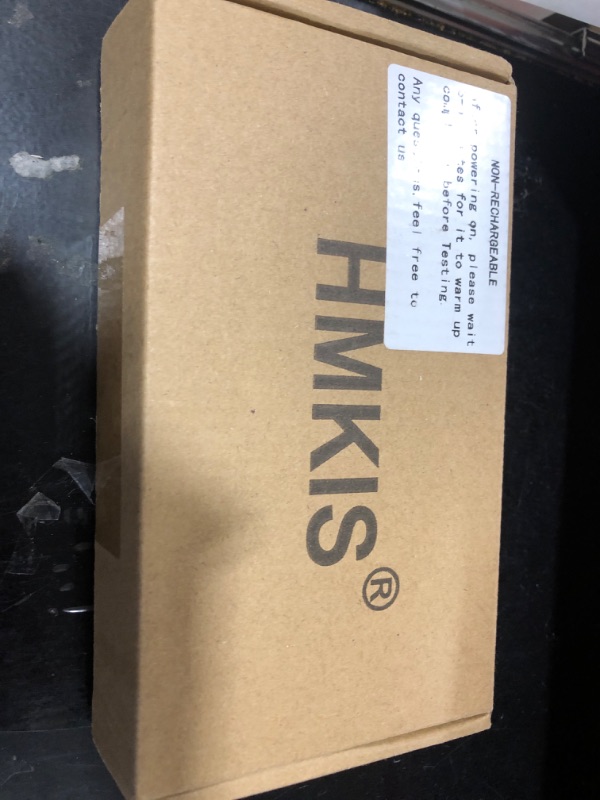 NON-RECHARGEABLE
powering on, please wait
for it to warm up
before Testing.
Any feel free to
contact us
HMKIS®